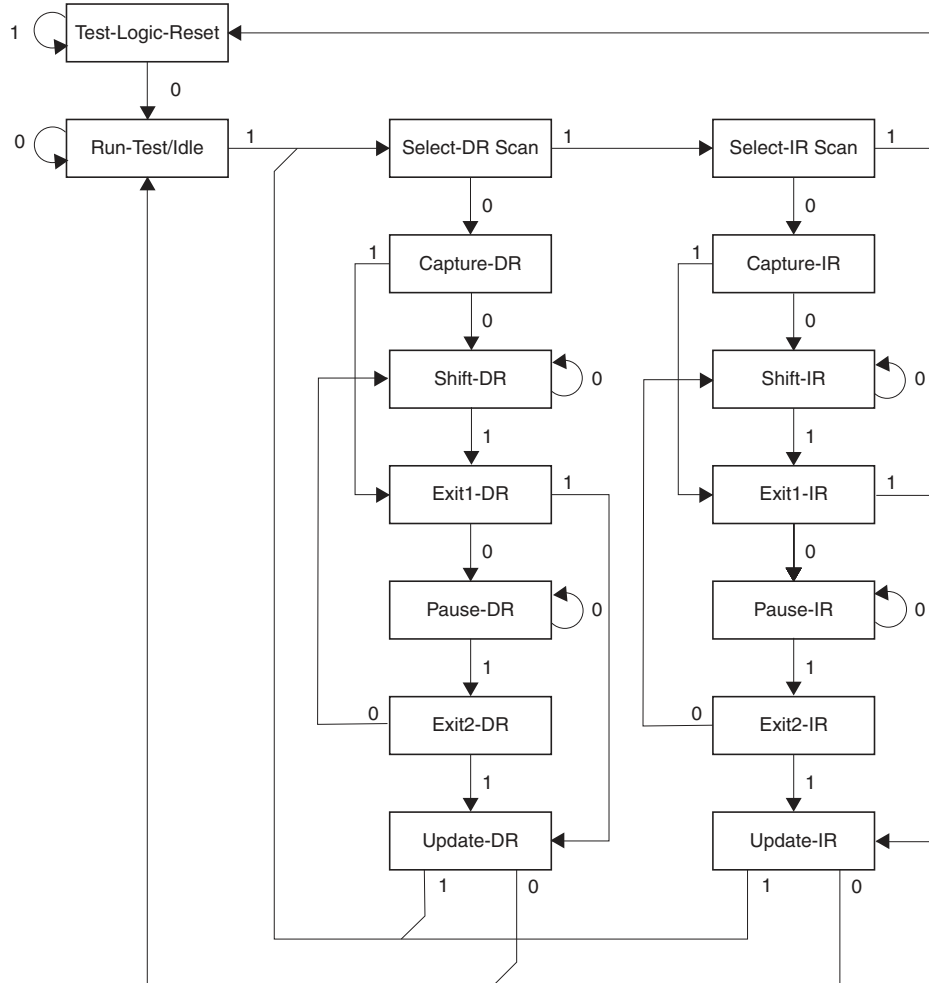 Test-Logic-Reset
1
0
Run-Test/Idle
0
1
Select-DR Scan
1
Select-IR Scan
1
0
0
1
Capture-DR
1
Capture-IR
0
0
Shift-DR
0
Shift-IR
0
1
1
Exit1-DR
1
Exit1-IR
1
0
0
Pause-DR
0
Pause-IR
0
1
1
0
Exit2-DR
0
Exit2-IR
1
1
Update-DR
Update-IR
1
0
1
0